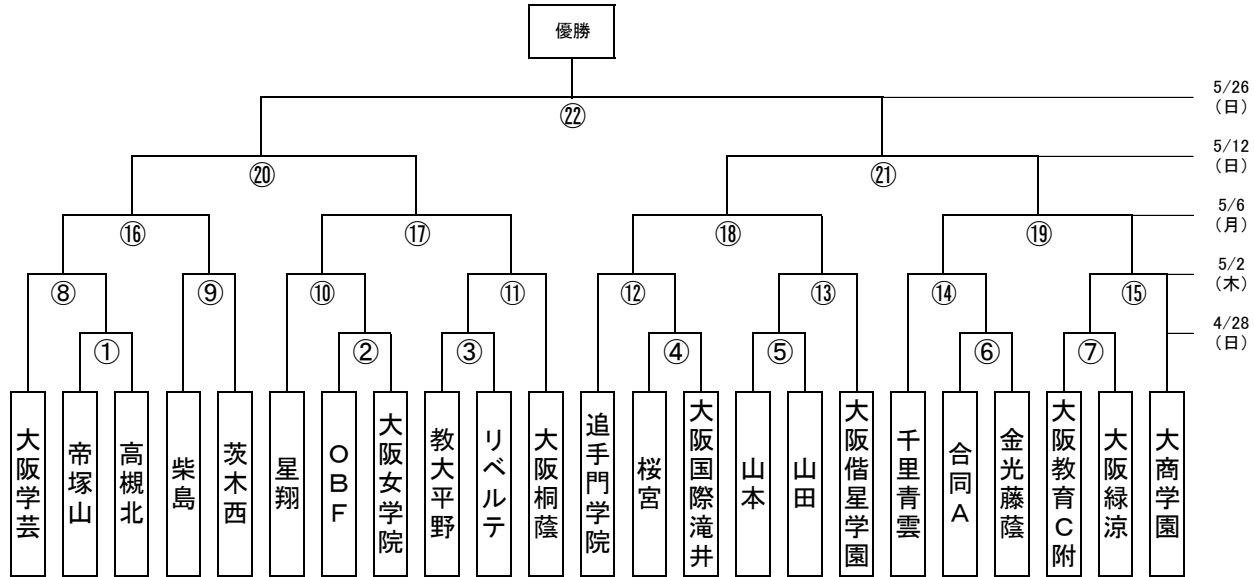 優勝
5/26
(日)
㉒
5/12
(日)
⑳
㉑
5/6
(月)
⑯
⑰
⑱
⑲
5/2
(木)
⑧
⑨
⑩
⑪
⑫
⑬
⑭
⑮
4/28
(日)
①
②
③
④
⑤
⑥
⑦
大阪学芸
帝塚山
高槻北
柴島
茨木西
星翔
OBF
大阪女学院
教大平野
リベルテ
大阪桐蔭
追手門学院
桜宮
大阪国際滝井
山本
山田
大阪偕星学園
千里青雲
合同A
金光藤蔭
大阪教育C附
大阪緑涼
大商学園